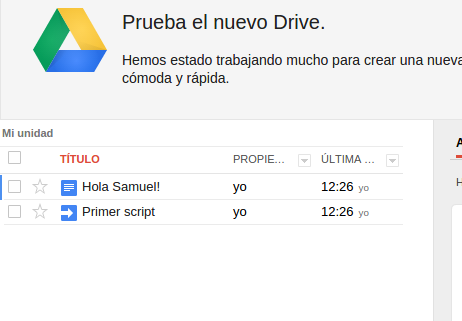 Prueba el nuevo Drive.
Hemos estado trabajando mucho para crear una nueva
cómoda y rápida.
Mi unidad
TÍTULO PROPIE... ÚLTIMA ...
Hola Samuel! yo 12:26 yo
Primer script yo 12:26 yo